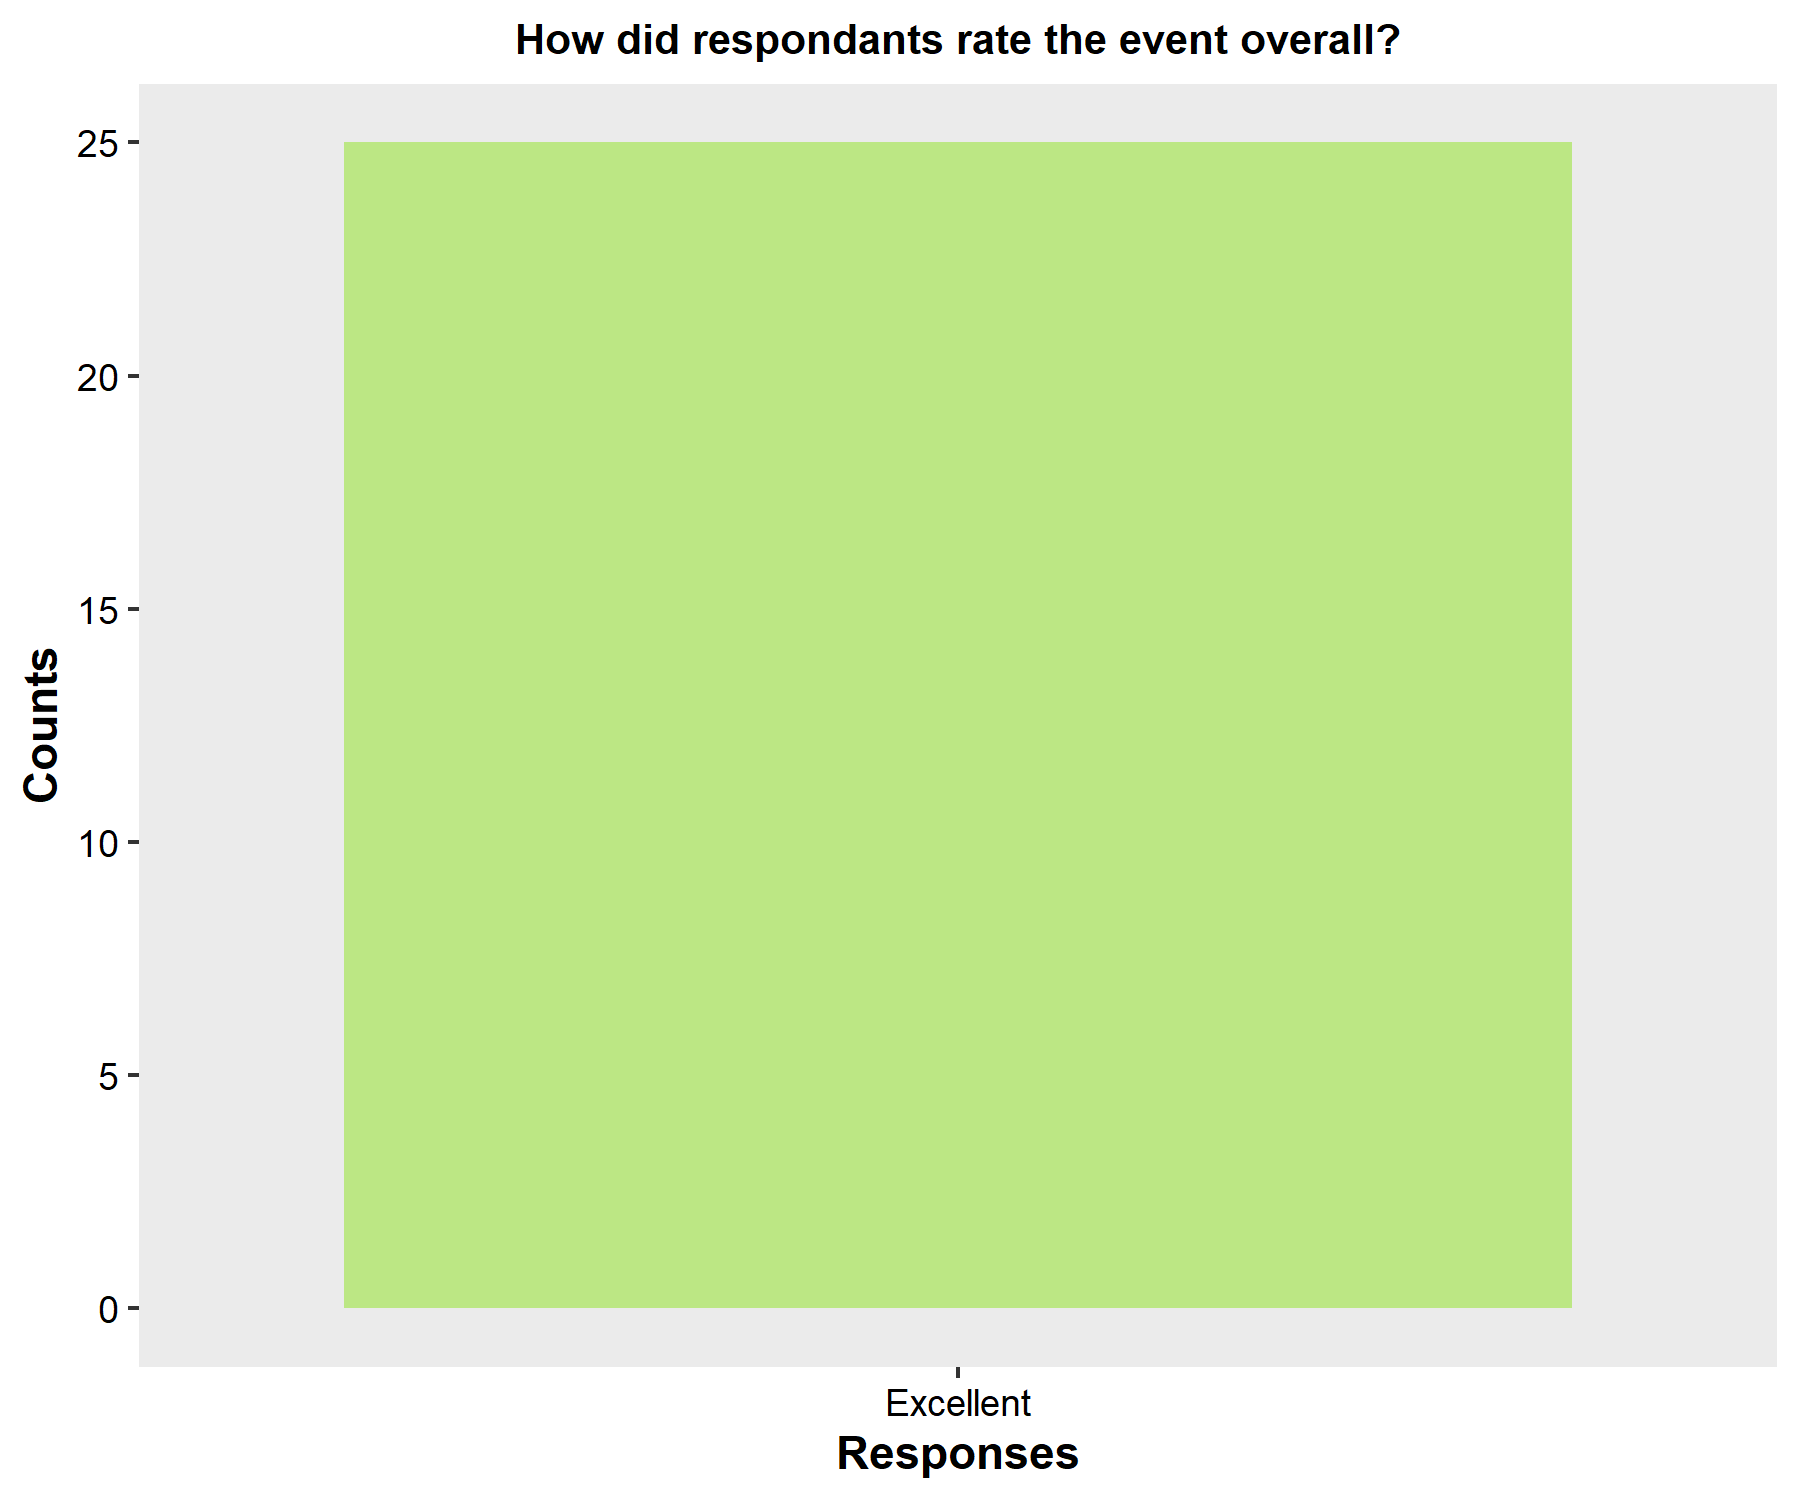 How did respondants rate the event overall?
25
20
15
10
5
0
Counts
Excellent
Responses